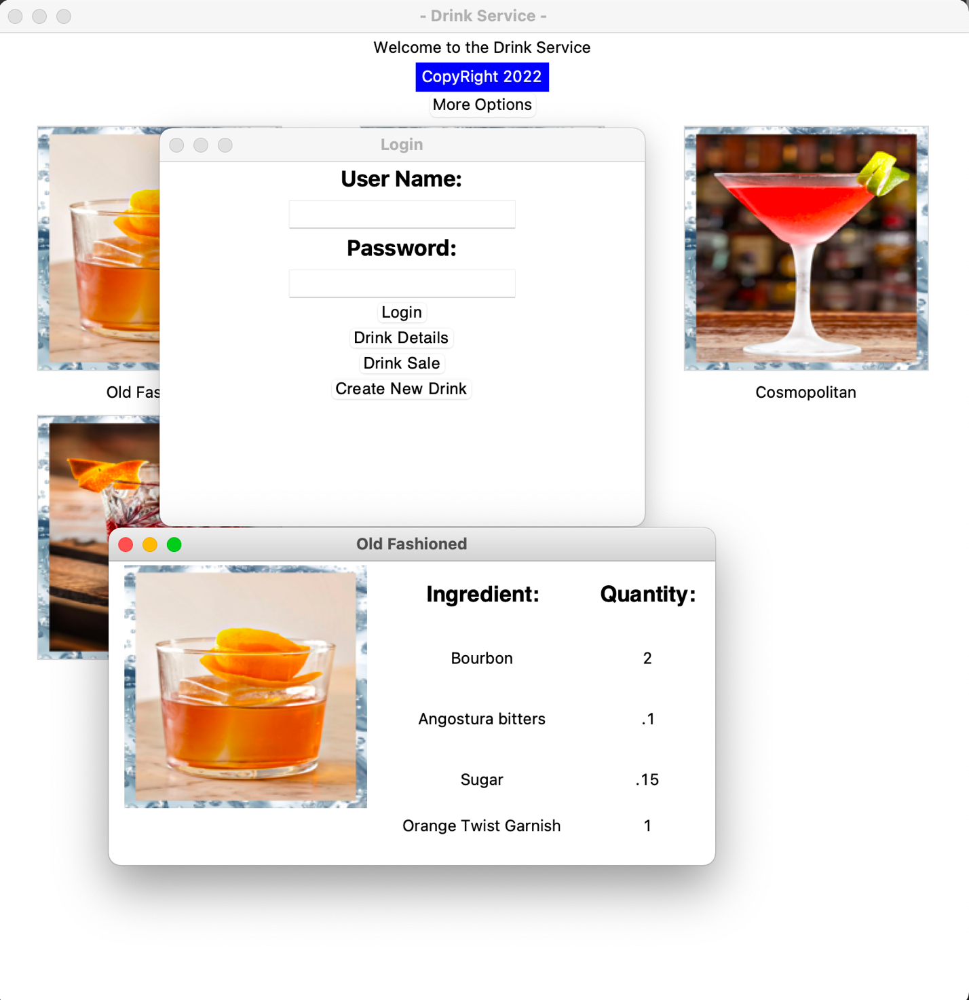 - Drink Service -
Welcome to the Drink Service
CopyRight 2022
More Options
Login
User Name:
Password:
Login
Drink Details
Drink Sale
Create New Drink
Old Fas
Cosmopolitan
Old Fashioned
Ingredient: Quantity:
Bourbon 2
Angostura bitters .1
Sugar .15
Orange Twist Garnish 1